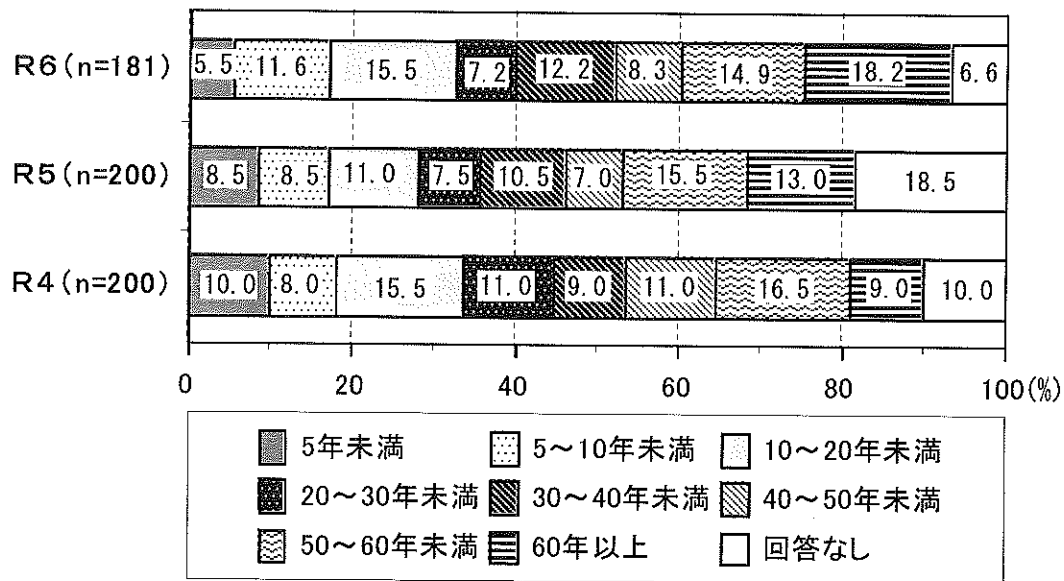 R6(n=181) 5.5 11.6 15.5 7.2 12.2 8.3 14.9 18.2 6.6
R5(n=200) 8.5 8.5 11.0 7.5 10.5 7.0 15.5 13.0 18.5
R4(n=200) 10.0 8.0 15.5 11.0 9.0 11.0 16.5 9.0 10.0
0 20 40 60 80 100(%)
5年未満 5～10年未満 10～20年未満
20～30年未満 30～40年未満 40～50年未満
50～60年未満 60年以上 回答なし